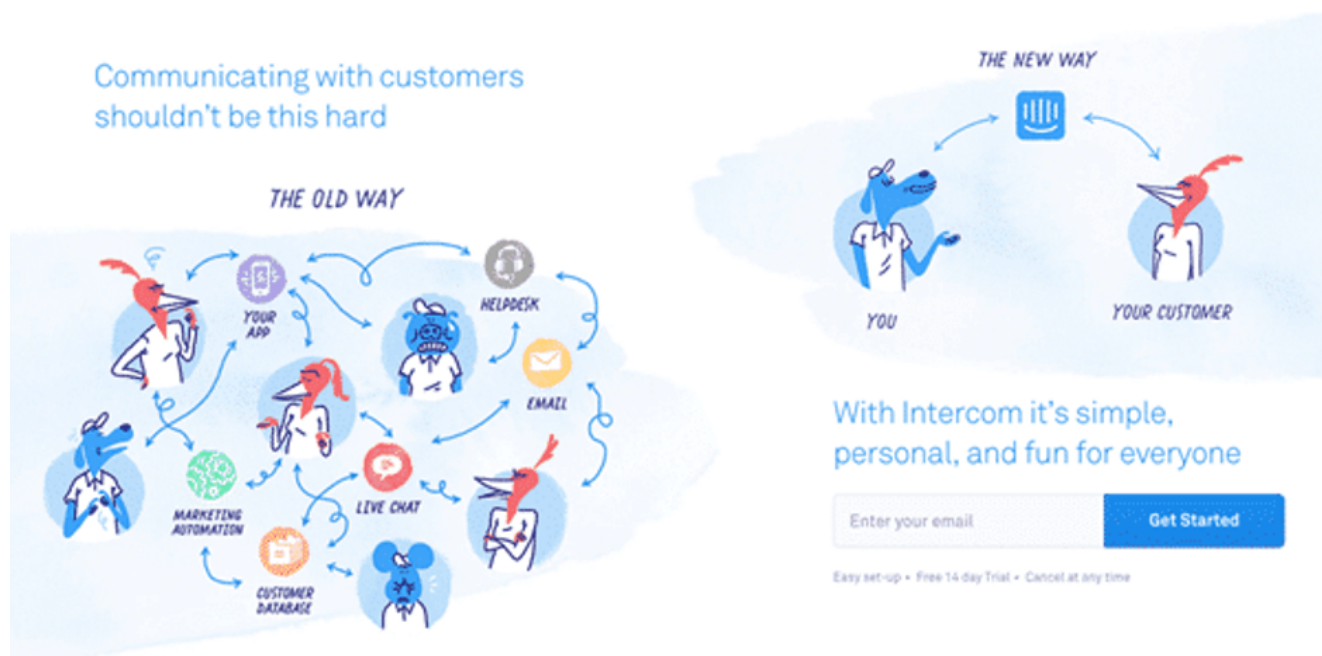 Communicating with customers
shouldn't be this hard
THE OLD WAY
YOUR
APP
HELPDESK
EMAIL
MARKETING
AUTOMATION
LIVE CHAT
CUSTOMER
DATABASE
THE NEW WAY
YOU
YOUR CUSTOMER
With Intercom it's simple,
personal, and fun for everyone
Enter your email
Get Started
Easy set-up • Free 14 day Trial • Cancel at any time